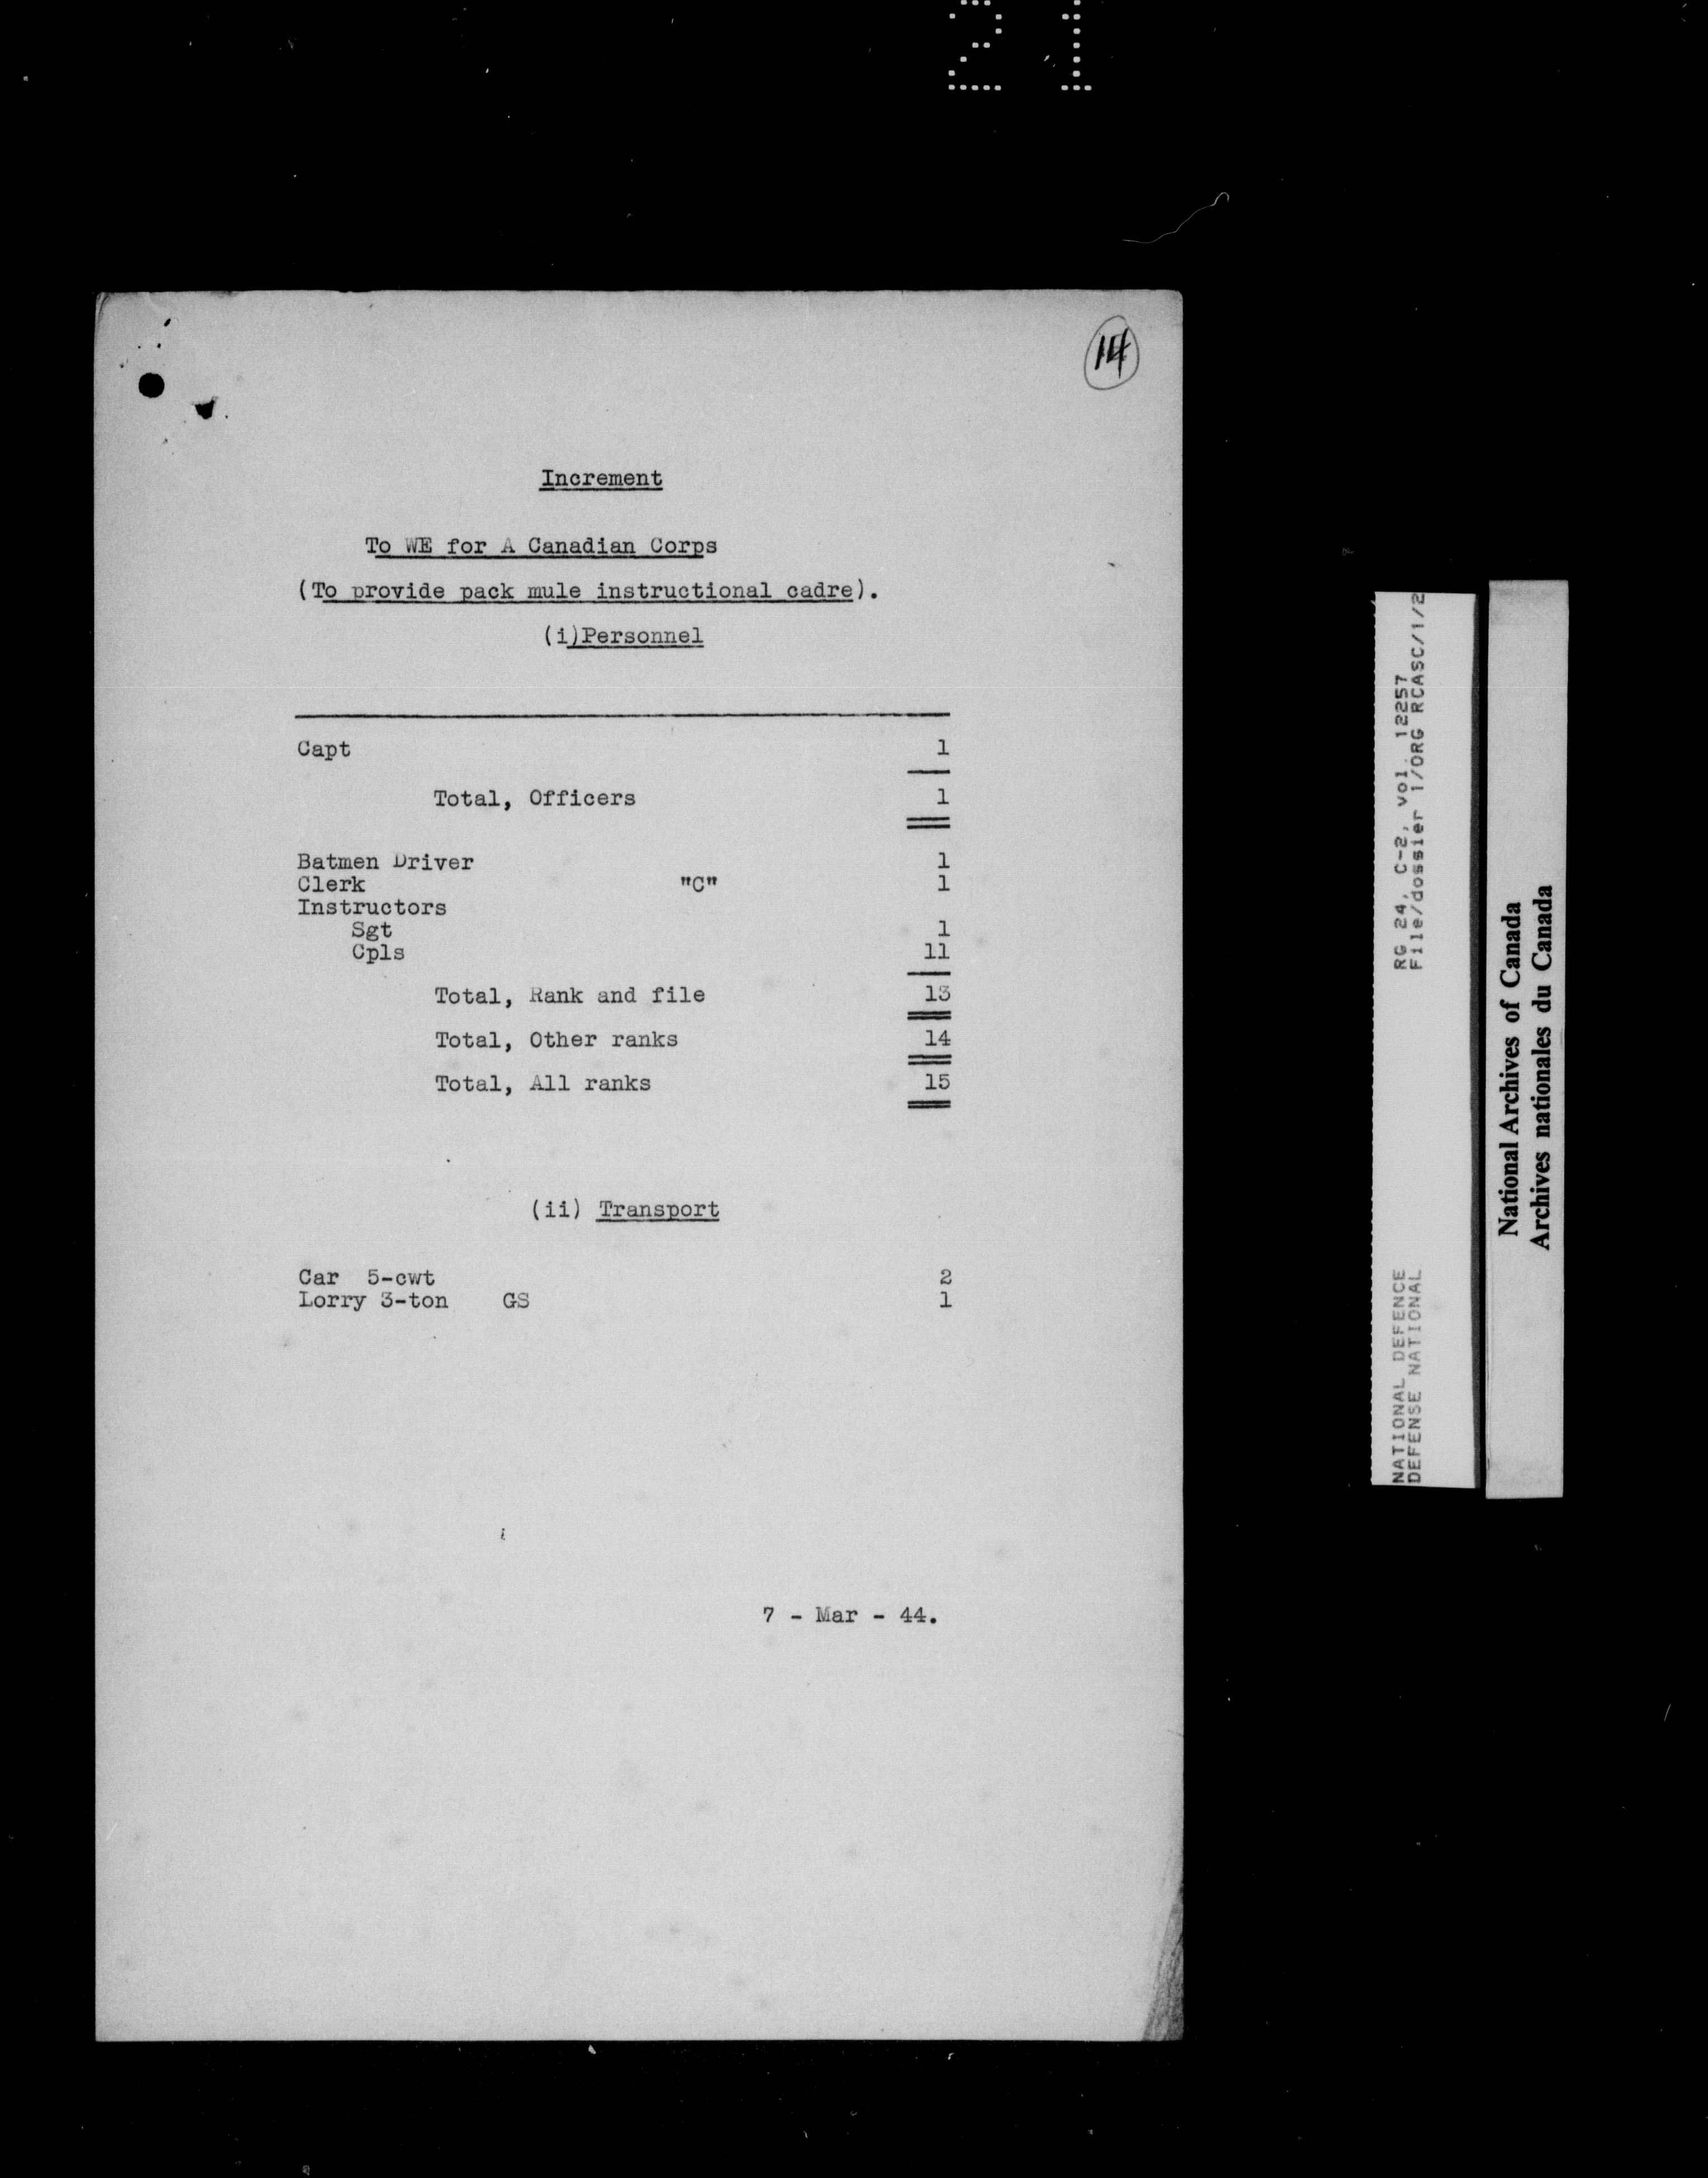 21
14
Increment
To WE for A Canadian Corps
(To provide pack mule instructional cadre).
(i)Personnel
Capt 1
Total, Officers 1
Batmen Driver 1
Clerk "C" 1
Instructors
Sgt 1
Cpls 11
Total, Rank and file 13
Total, Other ranks 14
Total, All ranks 15
(ii) Transport
Car 5-cwt 2
Lorry 3-ton GS 1
7 - Mar - 44.
NATIONAL DEFENCE RG 24, C-2, vol. 12257
DEFENSE NATIONAL File/dossier 1/ORG RCASC/1/2
National Archives of Canada
Archives nationales du Canada